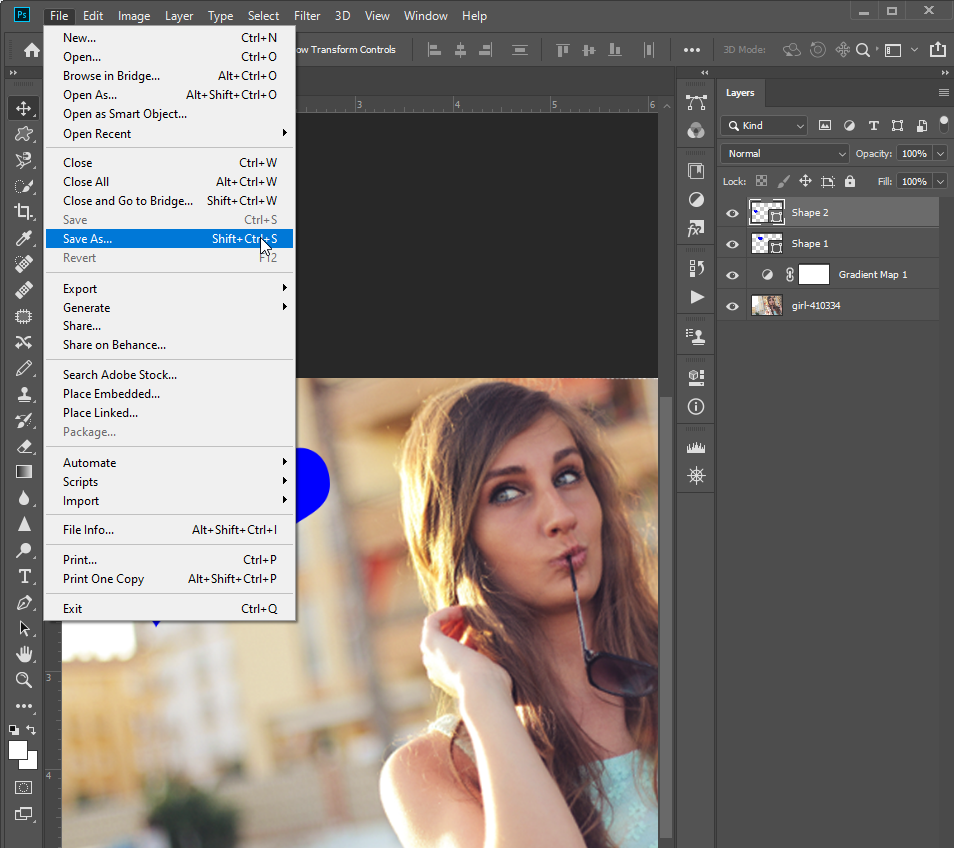 Ps File Edit Image Layer Type Select Filter 3D View Window Help
New... Ctrl+N
Open... Ctrl+O
Browse in Bridge... Alt+Ctrl+O
Open As... Alt+Shift+Ctrl+O
Open as Smart Object...
Open Recent
Close Ctrl+W
Close All Alt+Ctrl+W
Close and Go to Bridge... Shift+Ctrl+W
Save Ctrl+S
Save As... Shift+Ctrl+S
Revert F12
Export
Generate
Share...
Share on Behance...
Search Adobe Stock...
Place Embedded...
Place Linked...
Package...
Automate
Scripts
Import
File Info... Alt+Shift+Ctrl+I
Print... Ctrl+P
Print One Copy Alt+Shift+Ctrl+P
Exit Ctrl+Q
ow Transform Controls
3D Mode:
3 4 5 6
3
4
Layers
Kind
Normal Opacity: 100%
Lock: Fill: 100%
Shape 2
Shape 1
Gradient Map 1
girl-410334